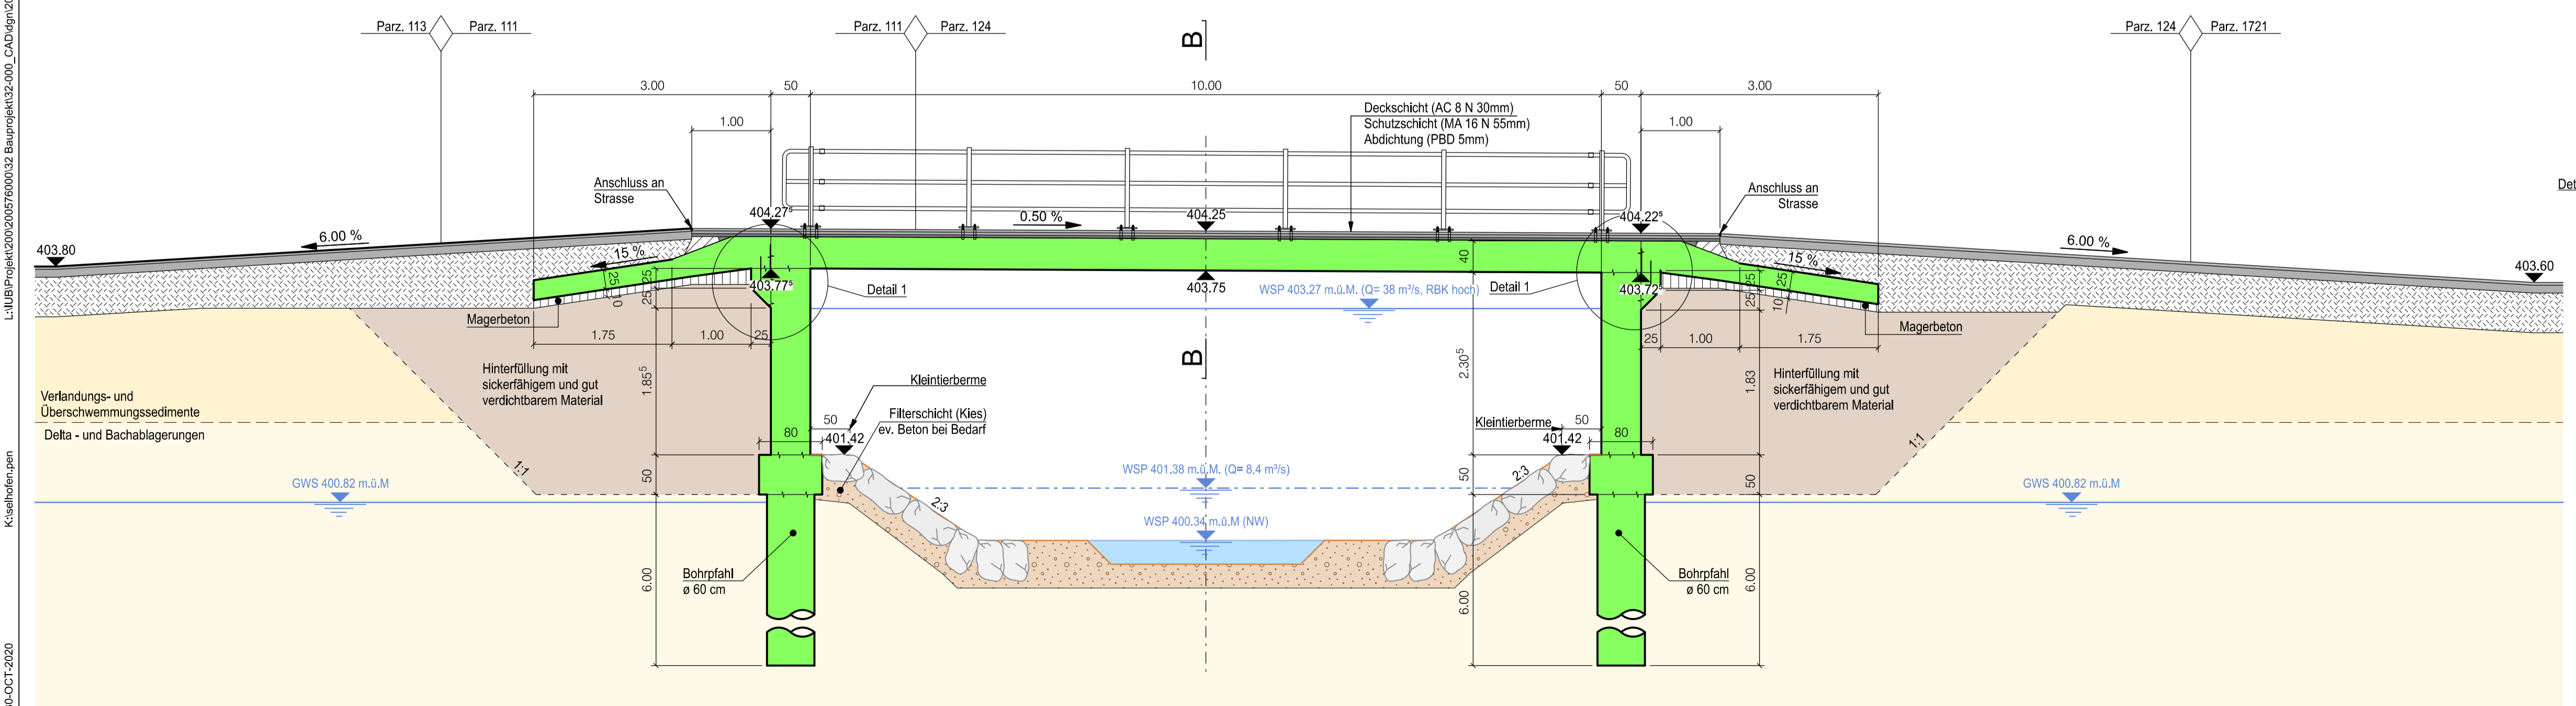 L:\IUB\Projekt\200\200576000\32 Bauprojekt\32-000_CAD\dgn\20
K:\selhofen.pen
30-OCT-2020
Parz. 113 Parz. 111
Parz. 111 Parz. 124
Parz. 124 Parz. 1721
B
3.00 50 10.00 50 3.00
1.00
1.00
Deckschicht (AC 8 N 30mm)
Schutzschicht (MA 16 N 55mm)
Abdichtung (PBD 5mm)
Anschluss an
Strasse
Anschluss an
Strasse
Det
404.27⁵
0.50 %
404.25
404.22⁵
403.80
6.00 %
15 %
6.00 %
15 %
403.60
40
25
25
25
10
403.77⁵
Detail 1
403.75
WSP 403.27 m.ü.M. (Q= 38 m³/s, RBK hoch)
Detail 1
403.72⁵
25
25
25
10
Magerbeton
Magerbeton
1.75 1.00 25
25 1.00 1.75
B
Hinterfüllung mit
sickerfähigem und gut
verdichtbarem Material
1.85⁵
2.30⁵
1.83
Hinterfüllung mit
sickerfähigem und gut
verdichtbarem Material
Kleintierberme
Filterschicht (Kies)
ev. Beton bei Bedarf
Verlandungs- und
Überschwemmungssedimente
Delta - und Bachablagerungen
50
80
401.42
Kleintierberme
50
401.42
80
1:1
1:1
50
50
50
2:3
2:3
WSP 401.38 m.ü.M. (Q= 8,4 m³/s)
GWS 400.82 m.ü.M
GWS 400.82 m.ü.M
WSP 400.34 m.ü.M (NW)
6.00
Bohrpfahl
ø 60 cm
6.00
Bohrpfahl
ø 60 cm
6.00